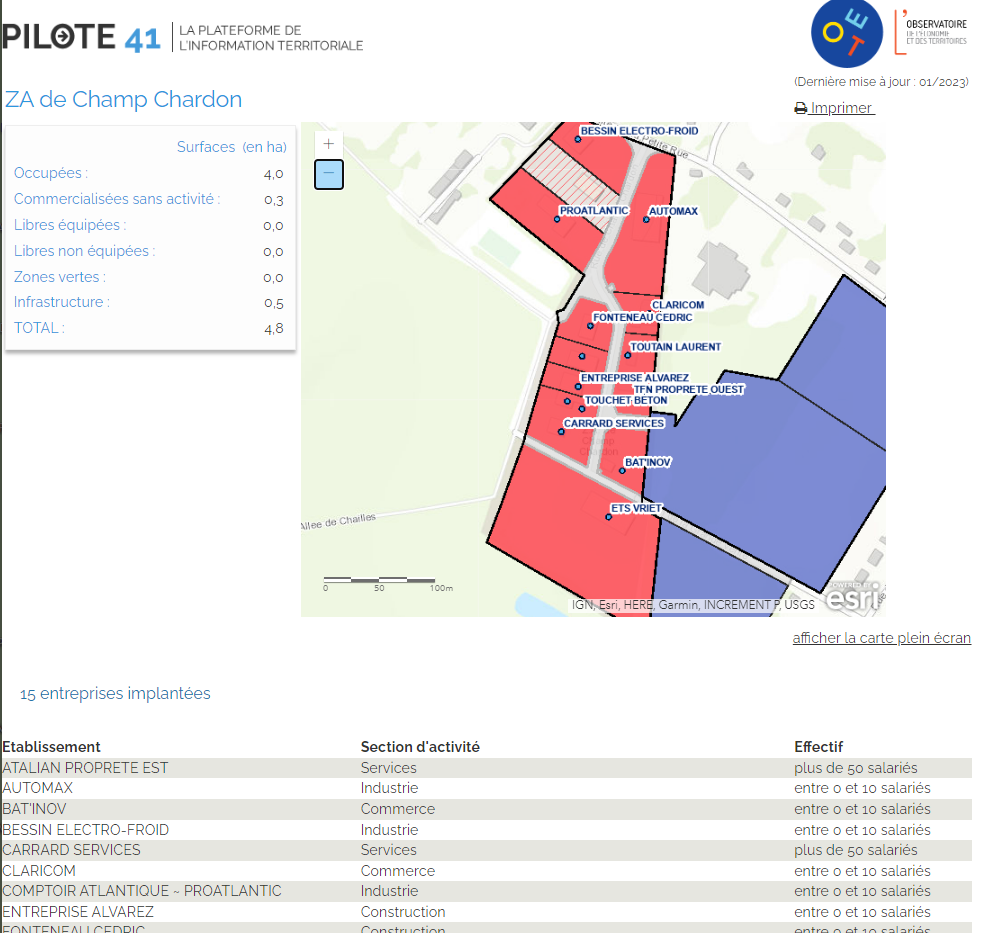 PILOTE 41
LA PLATEFORME DE
L'INFORMATION TERRITORIALE
OET
OBSERVATOIRE
DE L'ÉCONOMIE
ET DES TERRITOIRES
(Dernière mise à jour : 01/2023)
Imprimer
ZA de Champ Chardon
Surfaces (en ha)
Occupées : 4,0
Commercialisées sans activité : 0,3
Libres équipées : 0,0
Libres non équipées : 0,0
Zones vertes : 0,0
Infrastructure : 0,5
TOTAL : 4,8
+
−
BESSIN ELECTRO-FROID
Petite Rue
PROATLANTIC
AUTOMAX
CLARICOM
FONTENEAU CEDRIC
TOUTAIN LAURENT
ENTREPRISE ALVAREZ
TFN PROPRETE OUEST
TOUCHET BETON
CARRARD SERVICES
Champ
Chardon
BAT'INOV
ETS VRIET
Allee de Chailles
0 50 100m
POWERED BY
esri
IGN, Esri, HERE, Garmin, INCREMENT P, USGS
afficher la carte plein écran
15 entreprises implantées
Etablissement Section d'activité Effectif
ATALIAN PROPRETE EST Services plus de 50 salariés
AUTOMAX Industrie entre 0 et 10 salariés
BAT'INOV Commerce entre 0 et 10 salariés
BESSIN ELECTRO-FROID Industrie entre 0 et 10 salariés
CARRARD SERVICES Services plus de 50 salariés
CLARICOM Commerce entre 0 et 10 salariés
COMPTOIR ATLANTIQUE ~ PROATLANTIC Industrie entre 0 et 10 salariés
ENTREPRISE ALVAREZ Construction entre 0 et 10 salariés
FONTENEAU CEDRIC Construction entre 0 et 10 salariés